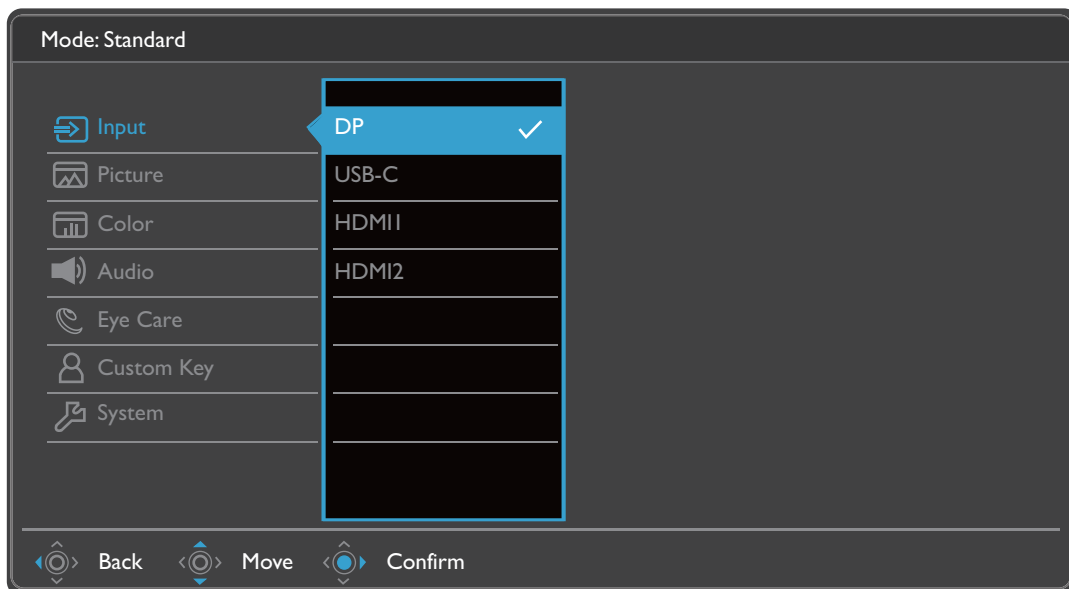 Mode: Standard
Input
DP
Picture
USB-C
Color
HDMI1
Audio
HDMI2
Eye Care
Custom Key
System
Back Move Confirm